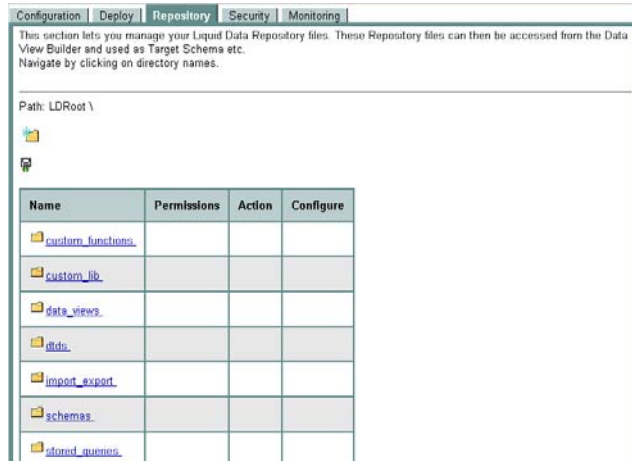 Configuration Deploy Repository Security Monitoring
This section lets you manage your Liquid Data Repository files. These Repository files can then be accessed from the Data
View Builder and used as Target Schema etc.
Navigate by clicking on directory names.
Path: LDRoot \
Name Permissions Action Configure
custom_functions
custom_lib
data_views
dtds
import_export
schemas
stored_queries